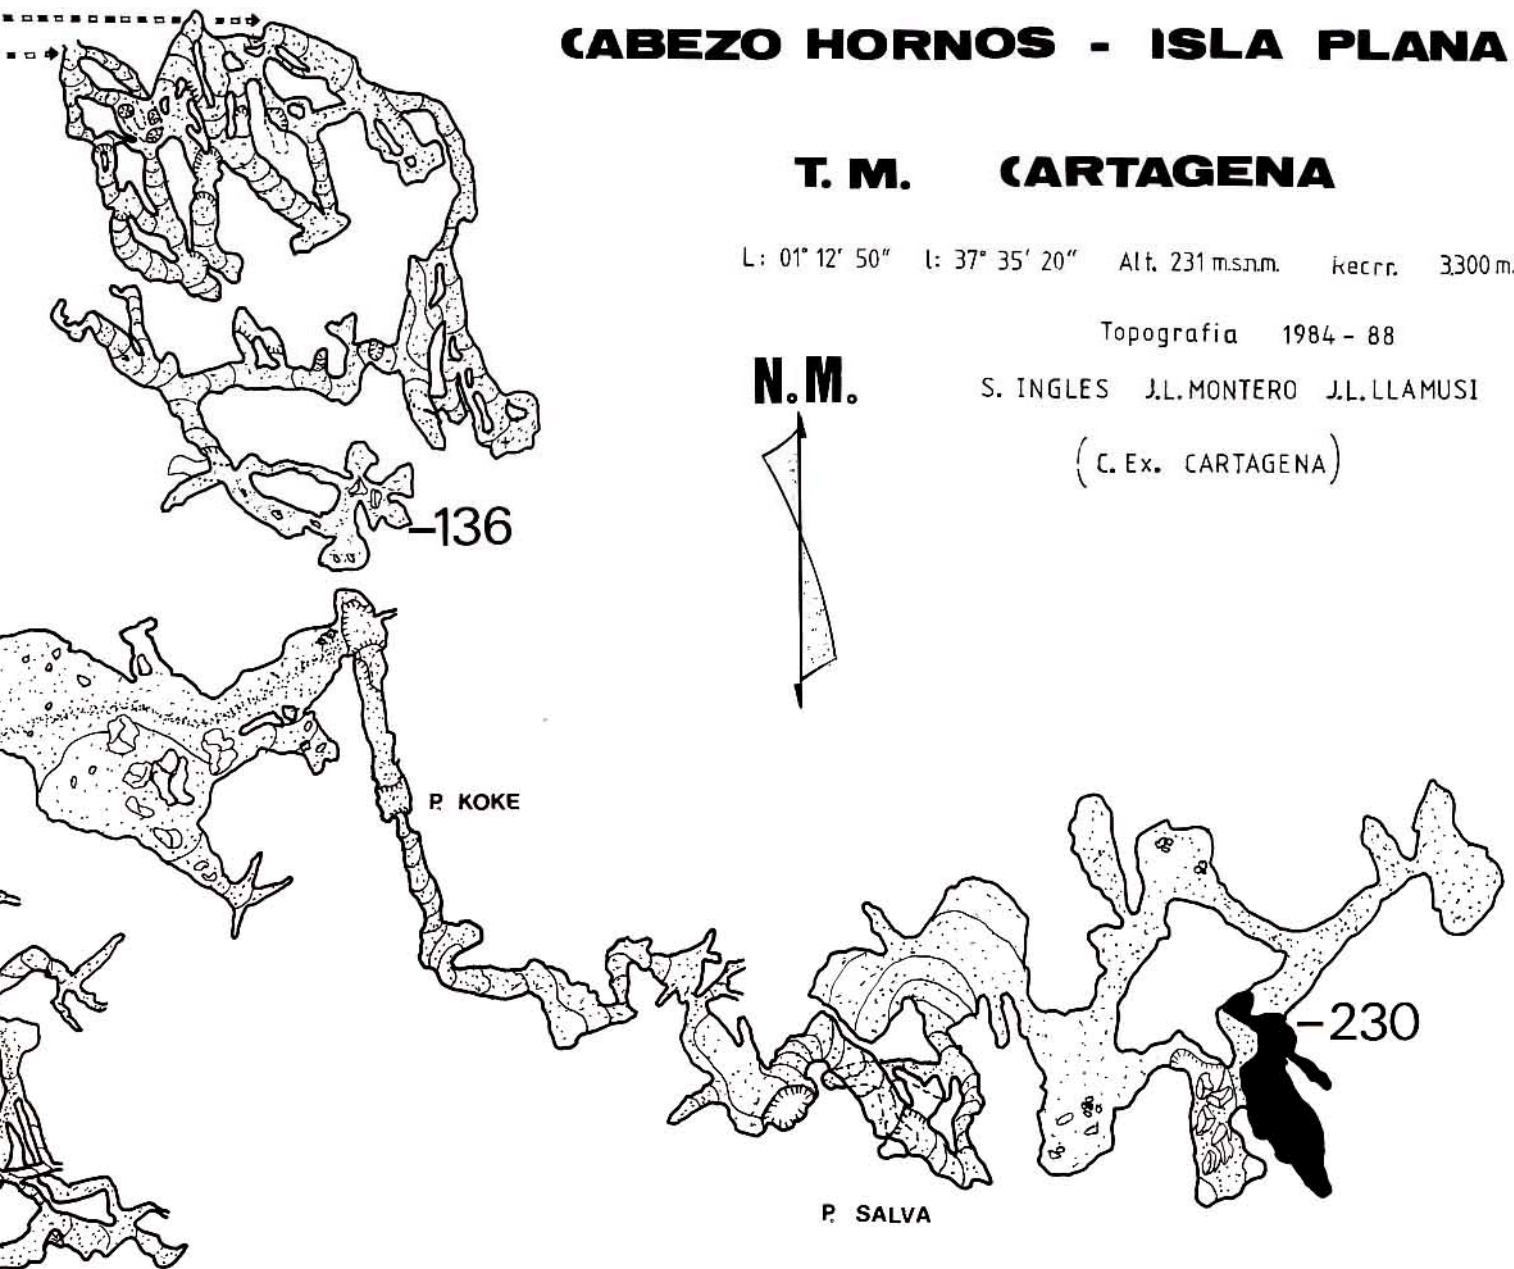 CABEZO HORNOS - ISLA PLANA
T. M. CARTAGENA
L: 01° 12' 50" l: 37° 35' 20" Alt. 231 m.s.n.m. Recrr. 3.300 m.
Topografia 1984 - 88
N.M.
S. INGLES J.L. MONTERO J.L. LLAMUSI
(C. Ex. CARTAGENA)
-136
P. KOKE
-230
P. SALVA